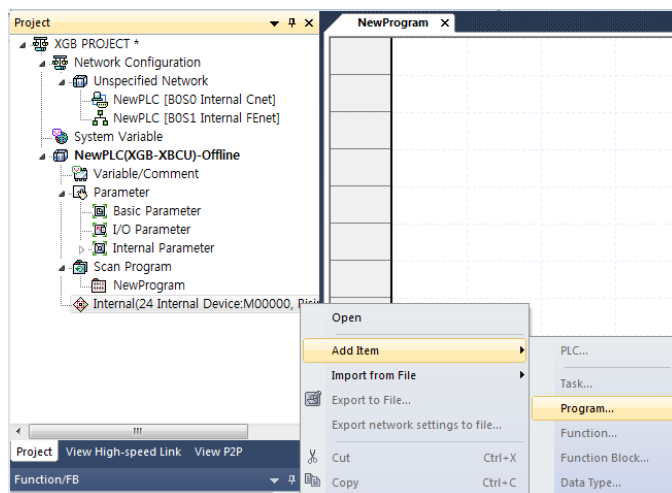 Project
NewProgram
XGB PROJECT *
Network Configuration
Unspecified Network
NewPLC [B0S0 Internal Cnet]
NewPLC [B0S1 Internal FEnet]
System Variable
NewPLC(XGB-XBCU)-Offline
Variable/Comment
Parameter
Basic Parameter
I/O Parameter
Internal Parameter
Scan Program
NewProgram
Internal(24 Internal Device:M00000,
Open
Add Item
Import from File
Export to File...
Export network settings to file...
Cut Ctrl+X
Copy Ctrl+C
PLC...
Task...
Program...
Function...
Function Block...
Data Type...
Project View High-speed Link View P2P
Function/FB